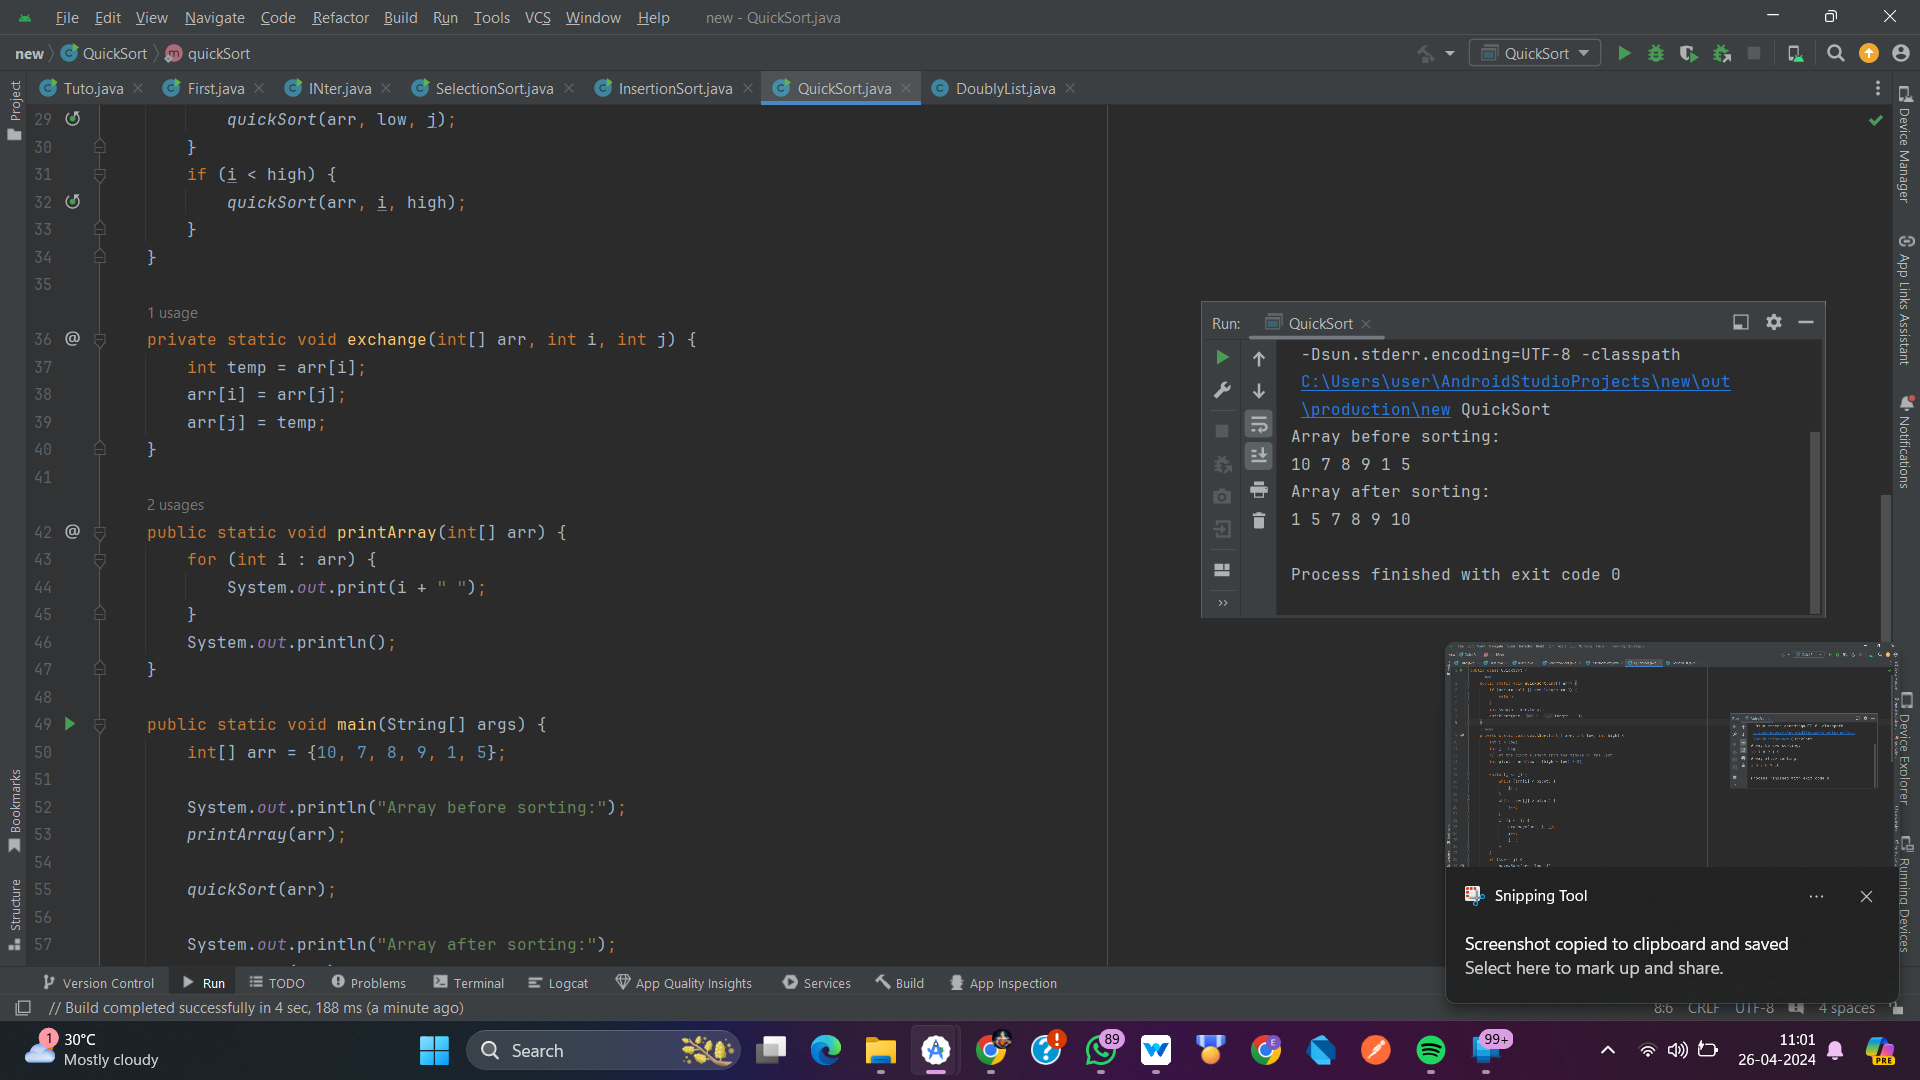 File Edit View Navigate Code Refactor Build Run Tools VCS Window Help new - QuickSort.java
new QuickSort quickSort QuickSort
Tuto.java First.java INter.java SelectionSort.java InsertionSort.java QuickSort.java DoublyList.java
Project
Bookmarks
Structure
29 quickSort(arr, low, j);
30 }
31 if (i < high) {
32 quickSort(arr, i, high);
33 }
34 }
35
1 usage
36 @ private static void exchange(int[] arr, int i, int j) {
37 int temp = arr[i];
38 arr[i] = arr[j];
39 arr[j] = temp;
40 }
41
2 usages
42 @ public static void printArray(int[] arr) {
43 for (int i : arr) {
44 System.out.print(i + " ");
45 }
46 System.out.println();
47 }
48
49 public static void main(String[] args) {
50 int[] arr = {10, 7, 8, 9, 1, 5};
51
52 System.out.println("Array before sorting:");
53 printArray(arr);
54
55 quickSort(arr);
56
57 System.out.println("Array after sorting:");
Run: QuickSort
-Dsun.stderr.encoding=UTF-8 -classpath
C:\Users\user\AndroidStudioProjects\new\out
\production\new QuickSort
Array before sorting:
10 7 8 9 1 5
Array after sorting:
1 5 7 8 9 10
Process finished with exit code 0
Device Manager
App Links Assistant
Notifications
Device Explorer
Running Devices
Snipping Tool
Screenshot copied to clipboard and saved
Select here to mark up and share.
Version Control Run TODO Problems Terminal Logcat App Quality Insights Services Build App Inspection
// Build completed successfully in 4 sec, 188 ms (a minute ago)
8:6 CRLF UTF-8 4 spaces
1
30°C
Mostly cloudy
Search
89
99+
E
11:01
26-04-2024
PRE